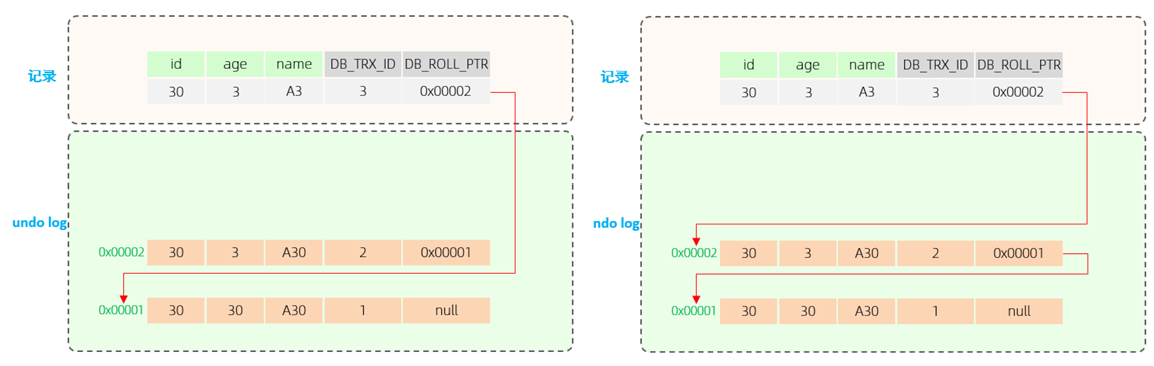 id age name DB_TRX_ID DB_ROLL_PTR
记录
30 3 A3 3 0x00002
undo log
0x00002 30 3 A30 2 0x00001
0x00001 30 30 A30 1 null
id age name DB_TRX_ID DB_ROLL_PTR
记录
30 3 A3 3 0x00002
ndo log
0x00002 30 3 A30 2 0x00001
0x00001 30 30 A30 1 null